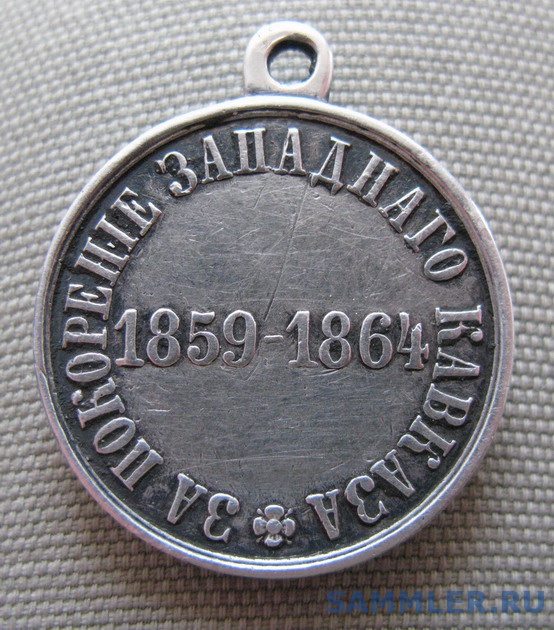 ЗА ПОКОРЕНІЕ ЗАПАДНАГО КАВКАЗА
1859-1864
SAMMLER.RU